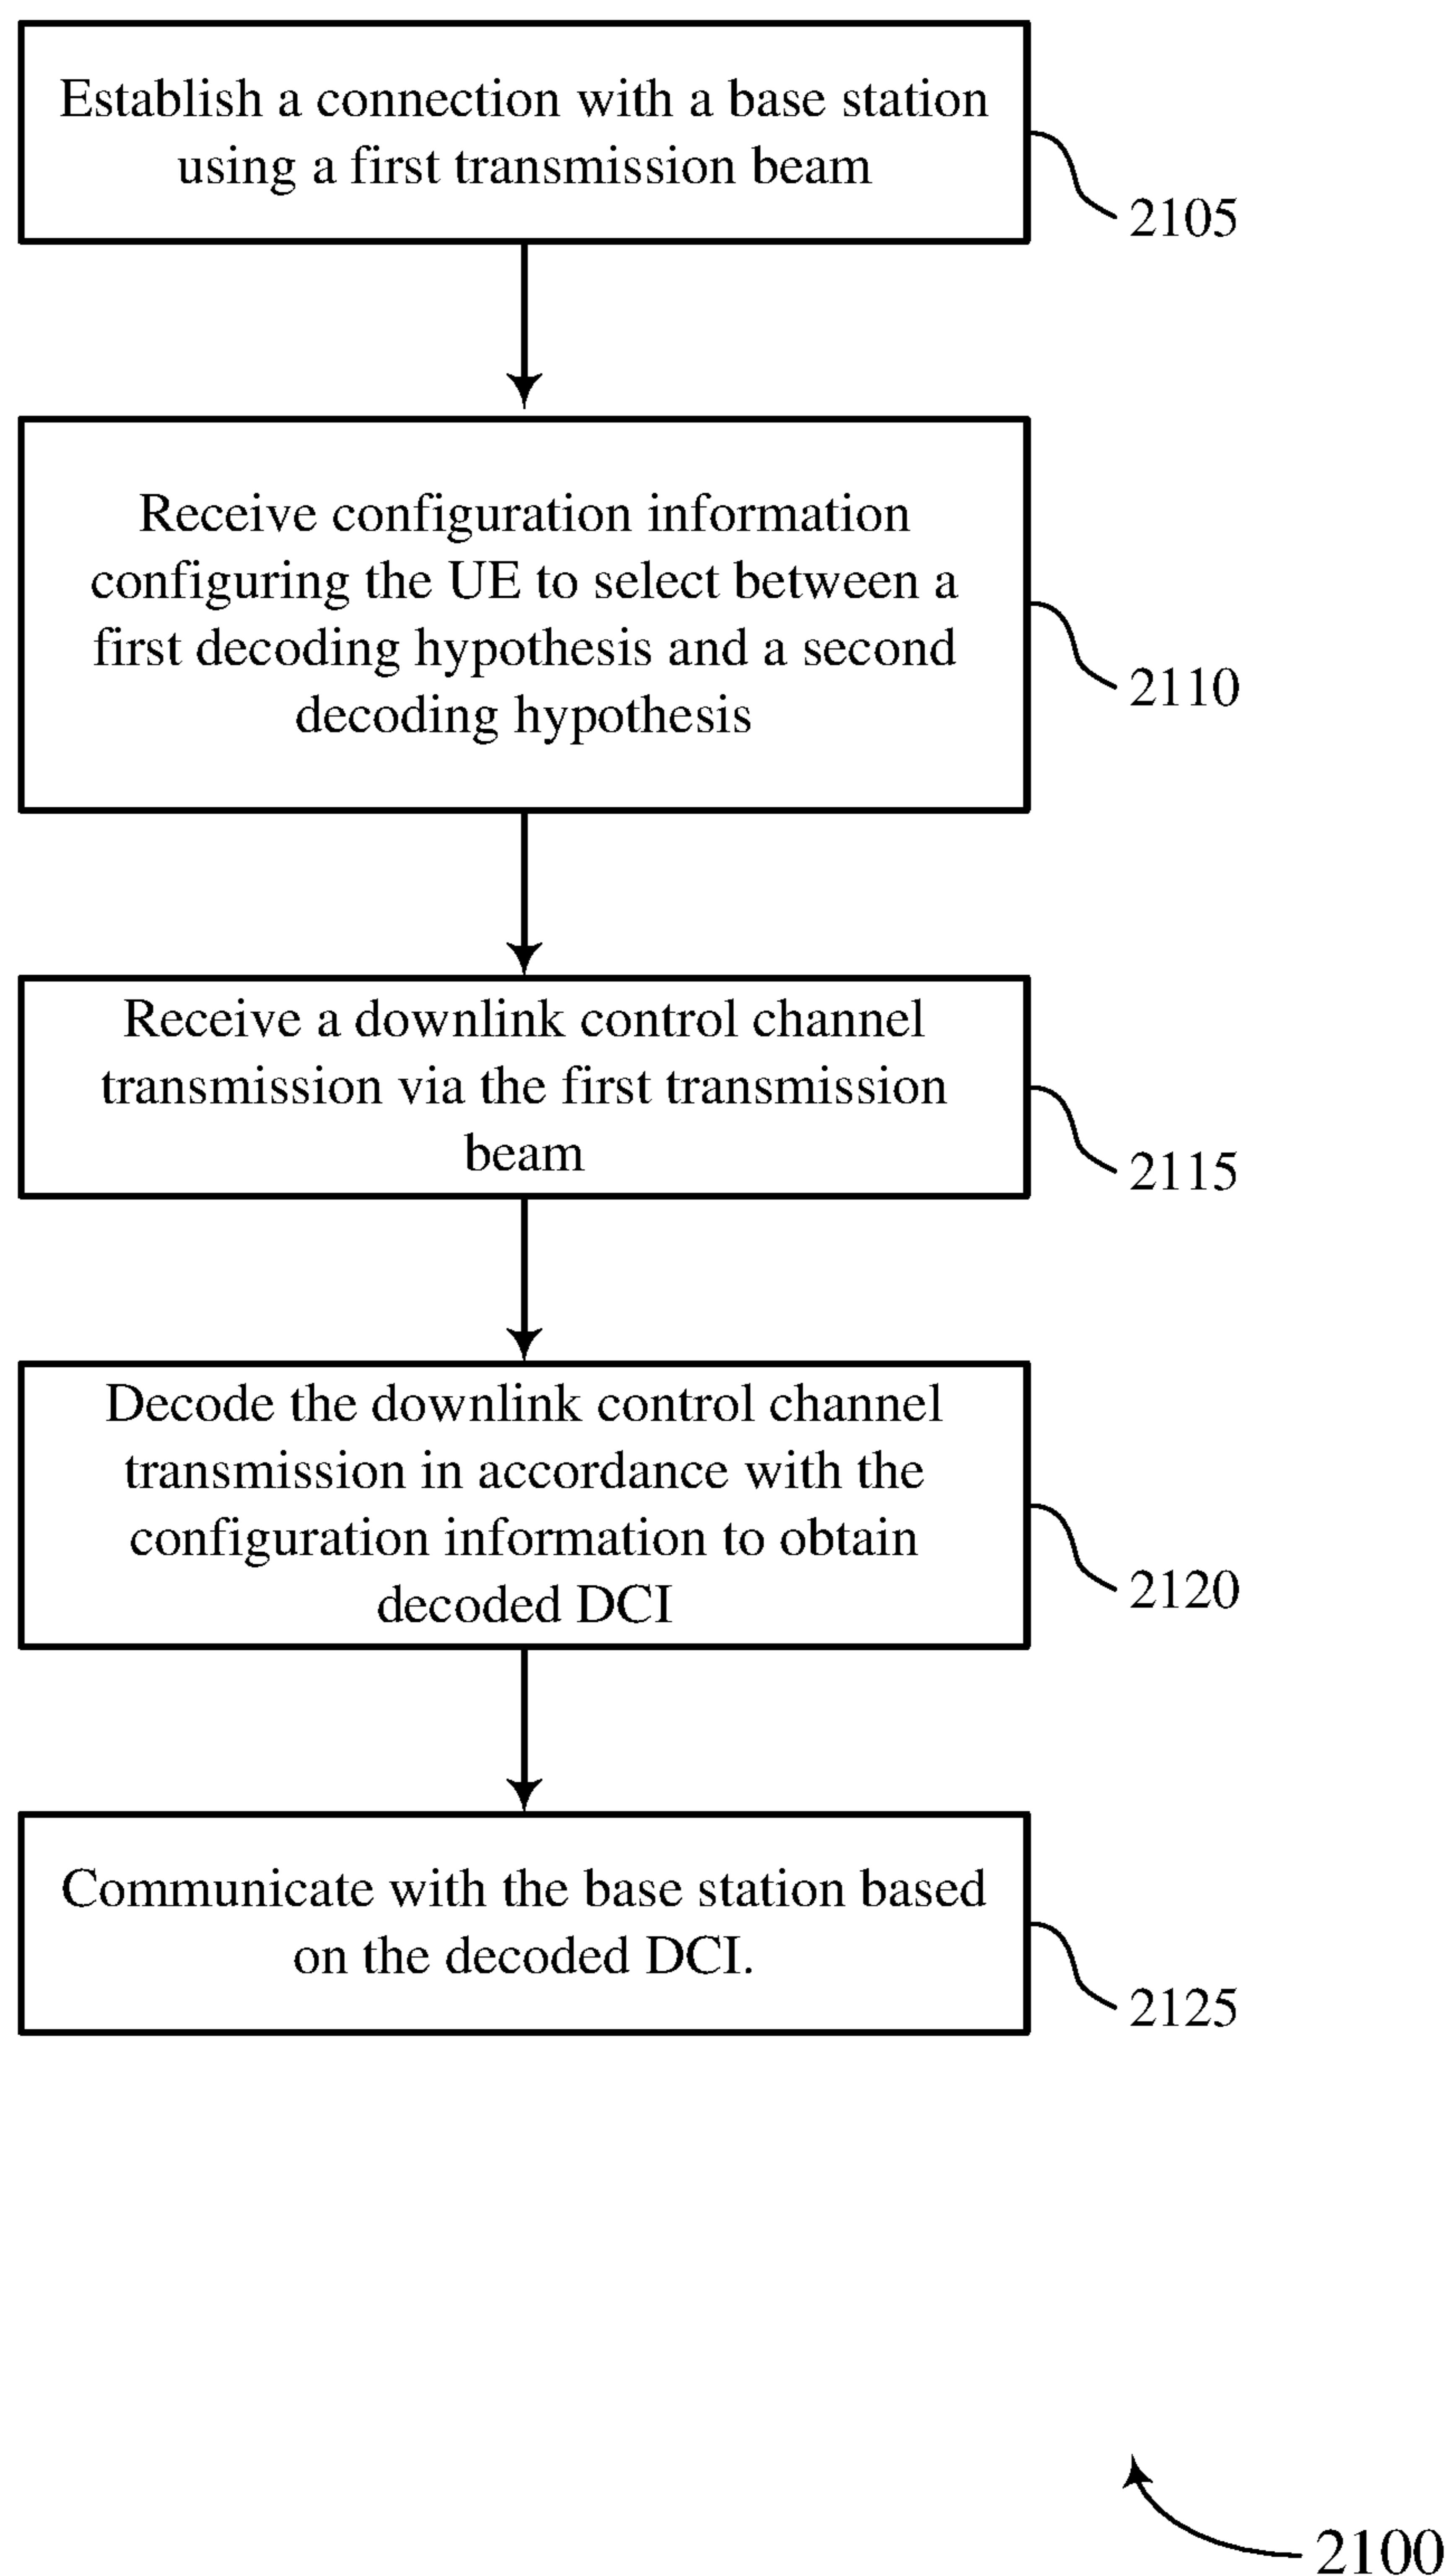 Establish a connection with a base station
using a first transmission beam
2105
Receive configuration information
configuring the UE to select between a
first decoding hypothesis and a second
decoding hypothesis
2110
Receive a downlink control channel
transmission via the first transmission
beam
2115
Decode the downlink control channel
transmission in accordance with the
configuration information to obtain
decoded DCI
2120
Communicate with the base station based
on the decoded DCI.
2125
2100